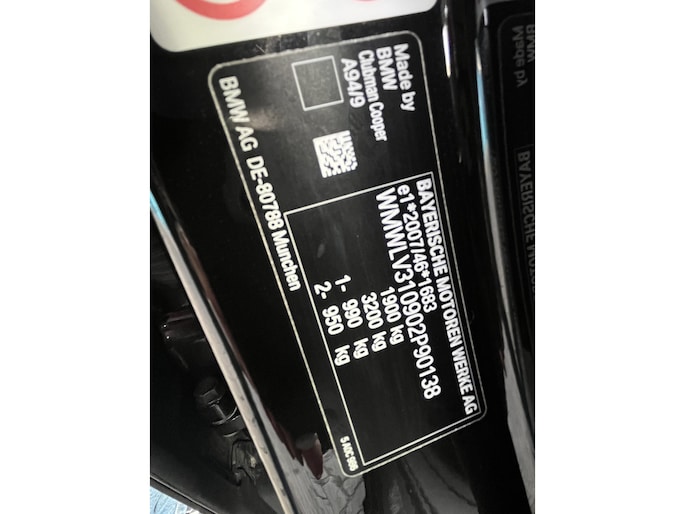 BAYERISCHE MOTOREN WERKE AG
e1*2007/46*1683
WMWLV310902P90138
1900 kg
3200 kg
1- 990 kg
2- 950 kg
Made by
BMW
Clubman Cooper
A94/9
BMW AG DE-80788 Munchen